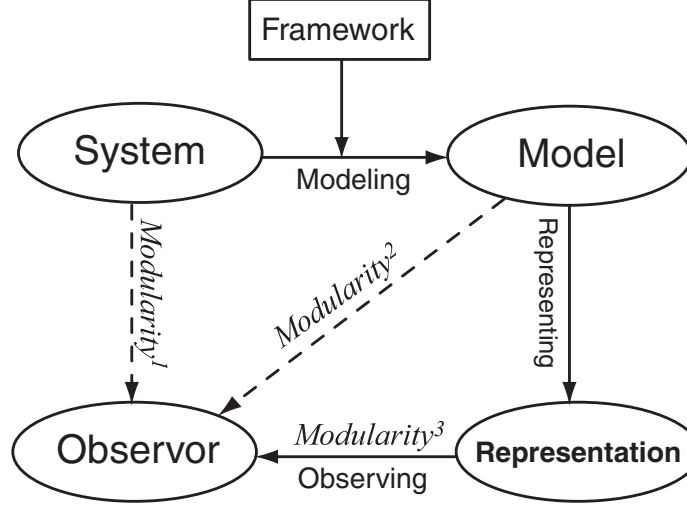 Framework
System
Model
Modeling
Modularity¹
Modularity²
Representing
Observor
Modularity³
Observing
Representation